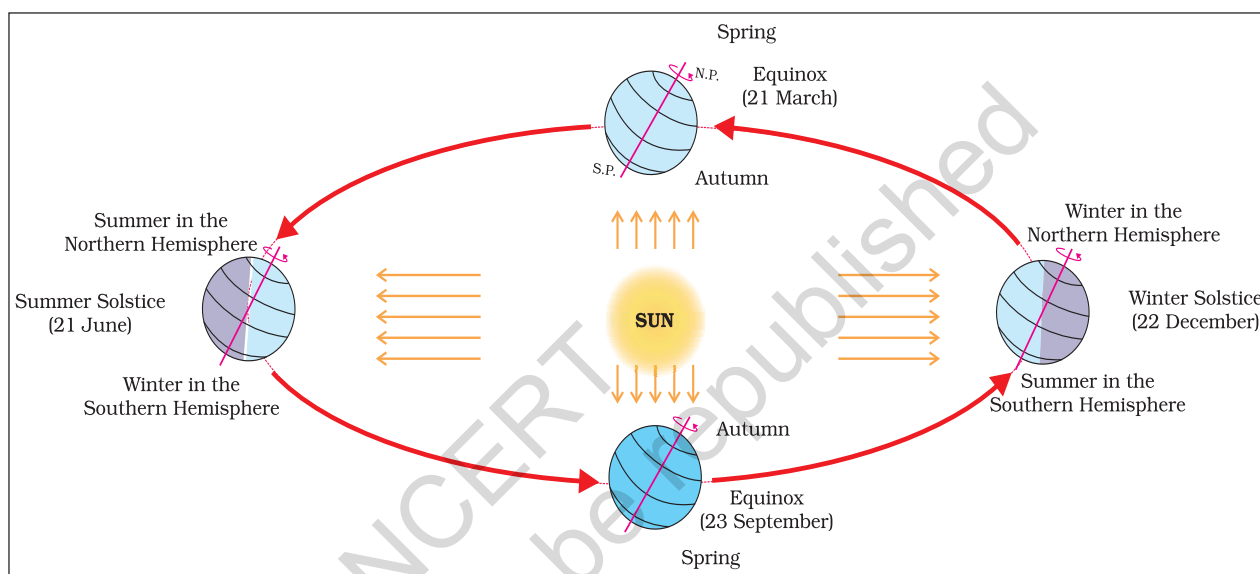 Spring
N.P.
Equinox
(21 March)
S.P.
Autumn
Summer in the
Northern Hemisphere
Winter in the
Northern Hemisphere
Summer Solstice
(21 June)
SUN
Winter Solstice
(22 December)
Winter in the
Southern Hemisphere
Summer in the
Southern Hemisphere
Autumn
Equinox
(23 September)
Spring
NCERT
be republished